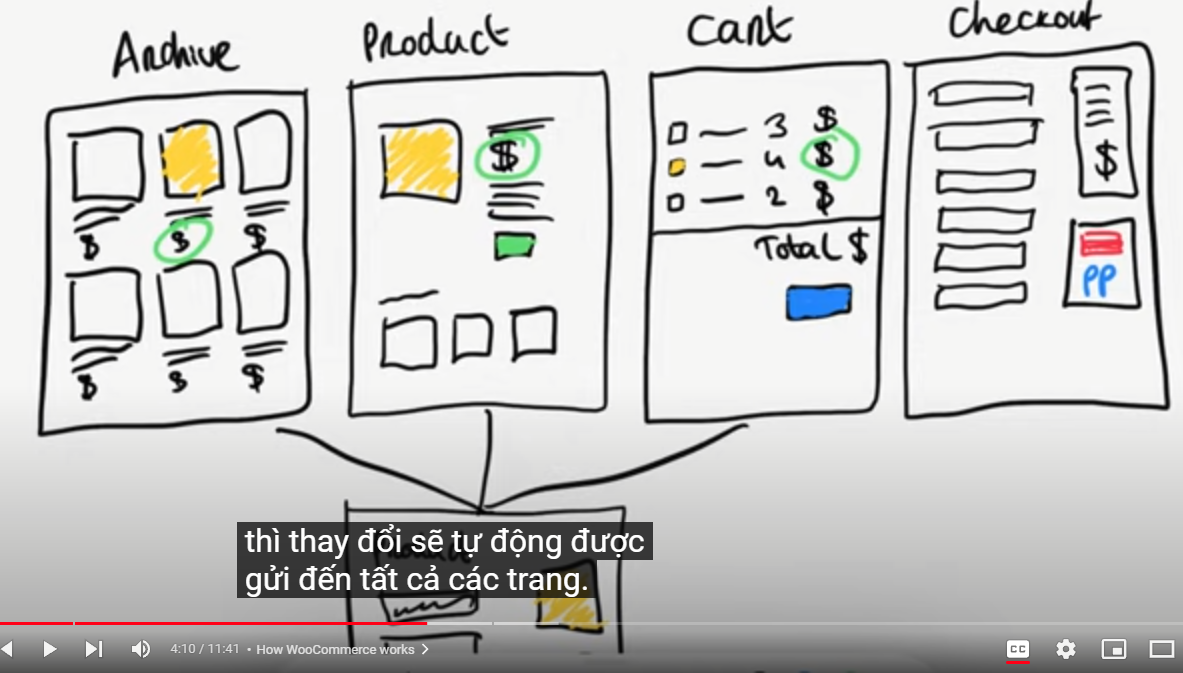 Archive
Product
Cart
Checkout
$
$
$
$
$
$
$
3 $
4 $
2 $
Total $
$
PP
thì thay đổi sẽ tự động được
gửi đến tất cả các trang.
4:10 / 11:41 • How WooCommerce works
CC